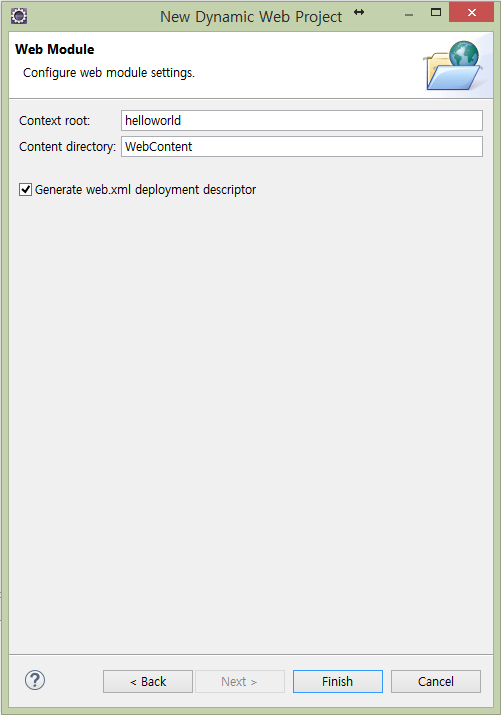 New Dynamic Web Project
Web Module
Configure web module settings.
Context root: helloworld
Content directory: WebContent
Generate web.xml deployment descriptor
? < Back Next > Finish Cancel